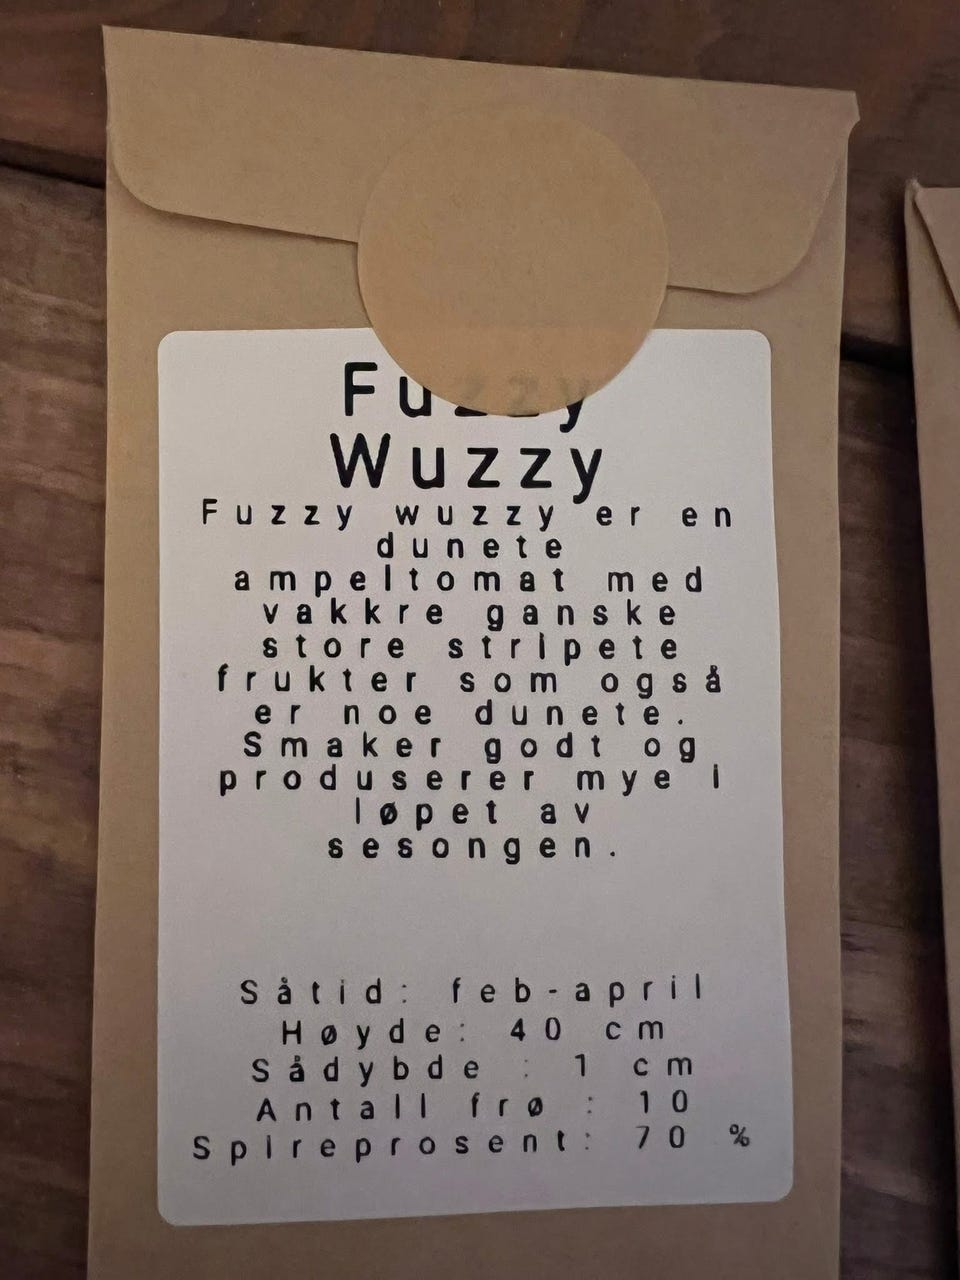 Fuzzy
Wuzzy
Fuzzy wuzzy er en
dunete
ampeltomat med
vakkre ganske
store stripete
frukter som også
er noe dunete.
Smaker godt og
produserer mye i
løpet av
sesongen.
Såtid: feb-april
Høyde: 40 cm
Sådybde : 1 cm
Antall frø : 10
Spireprosent: 70 %